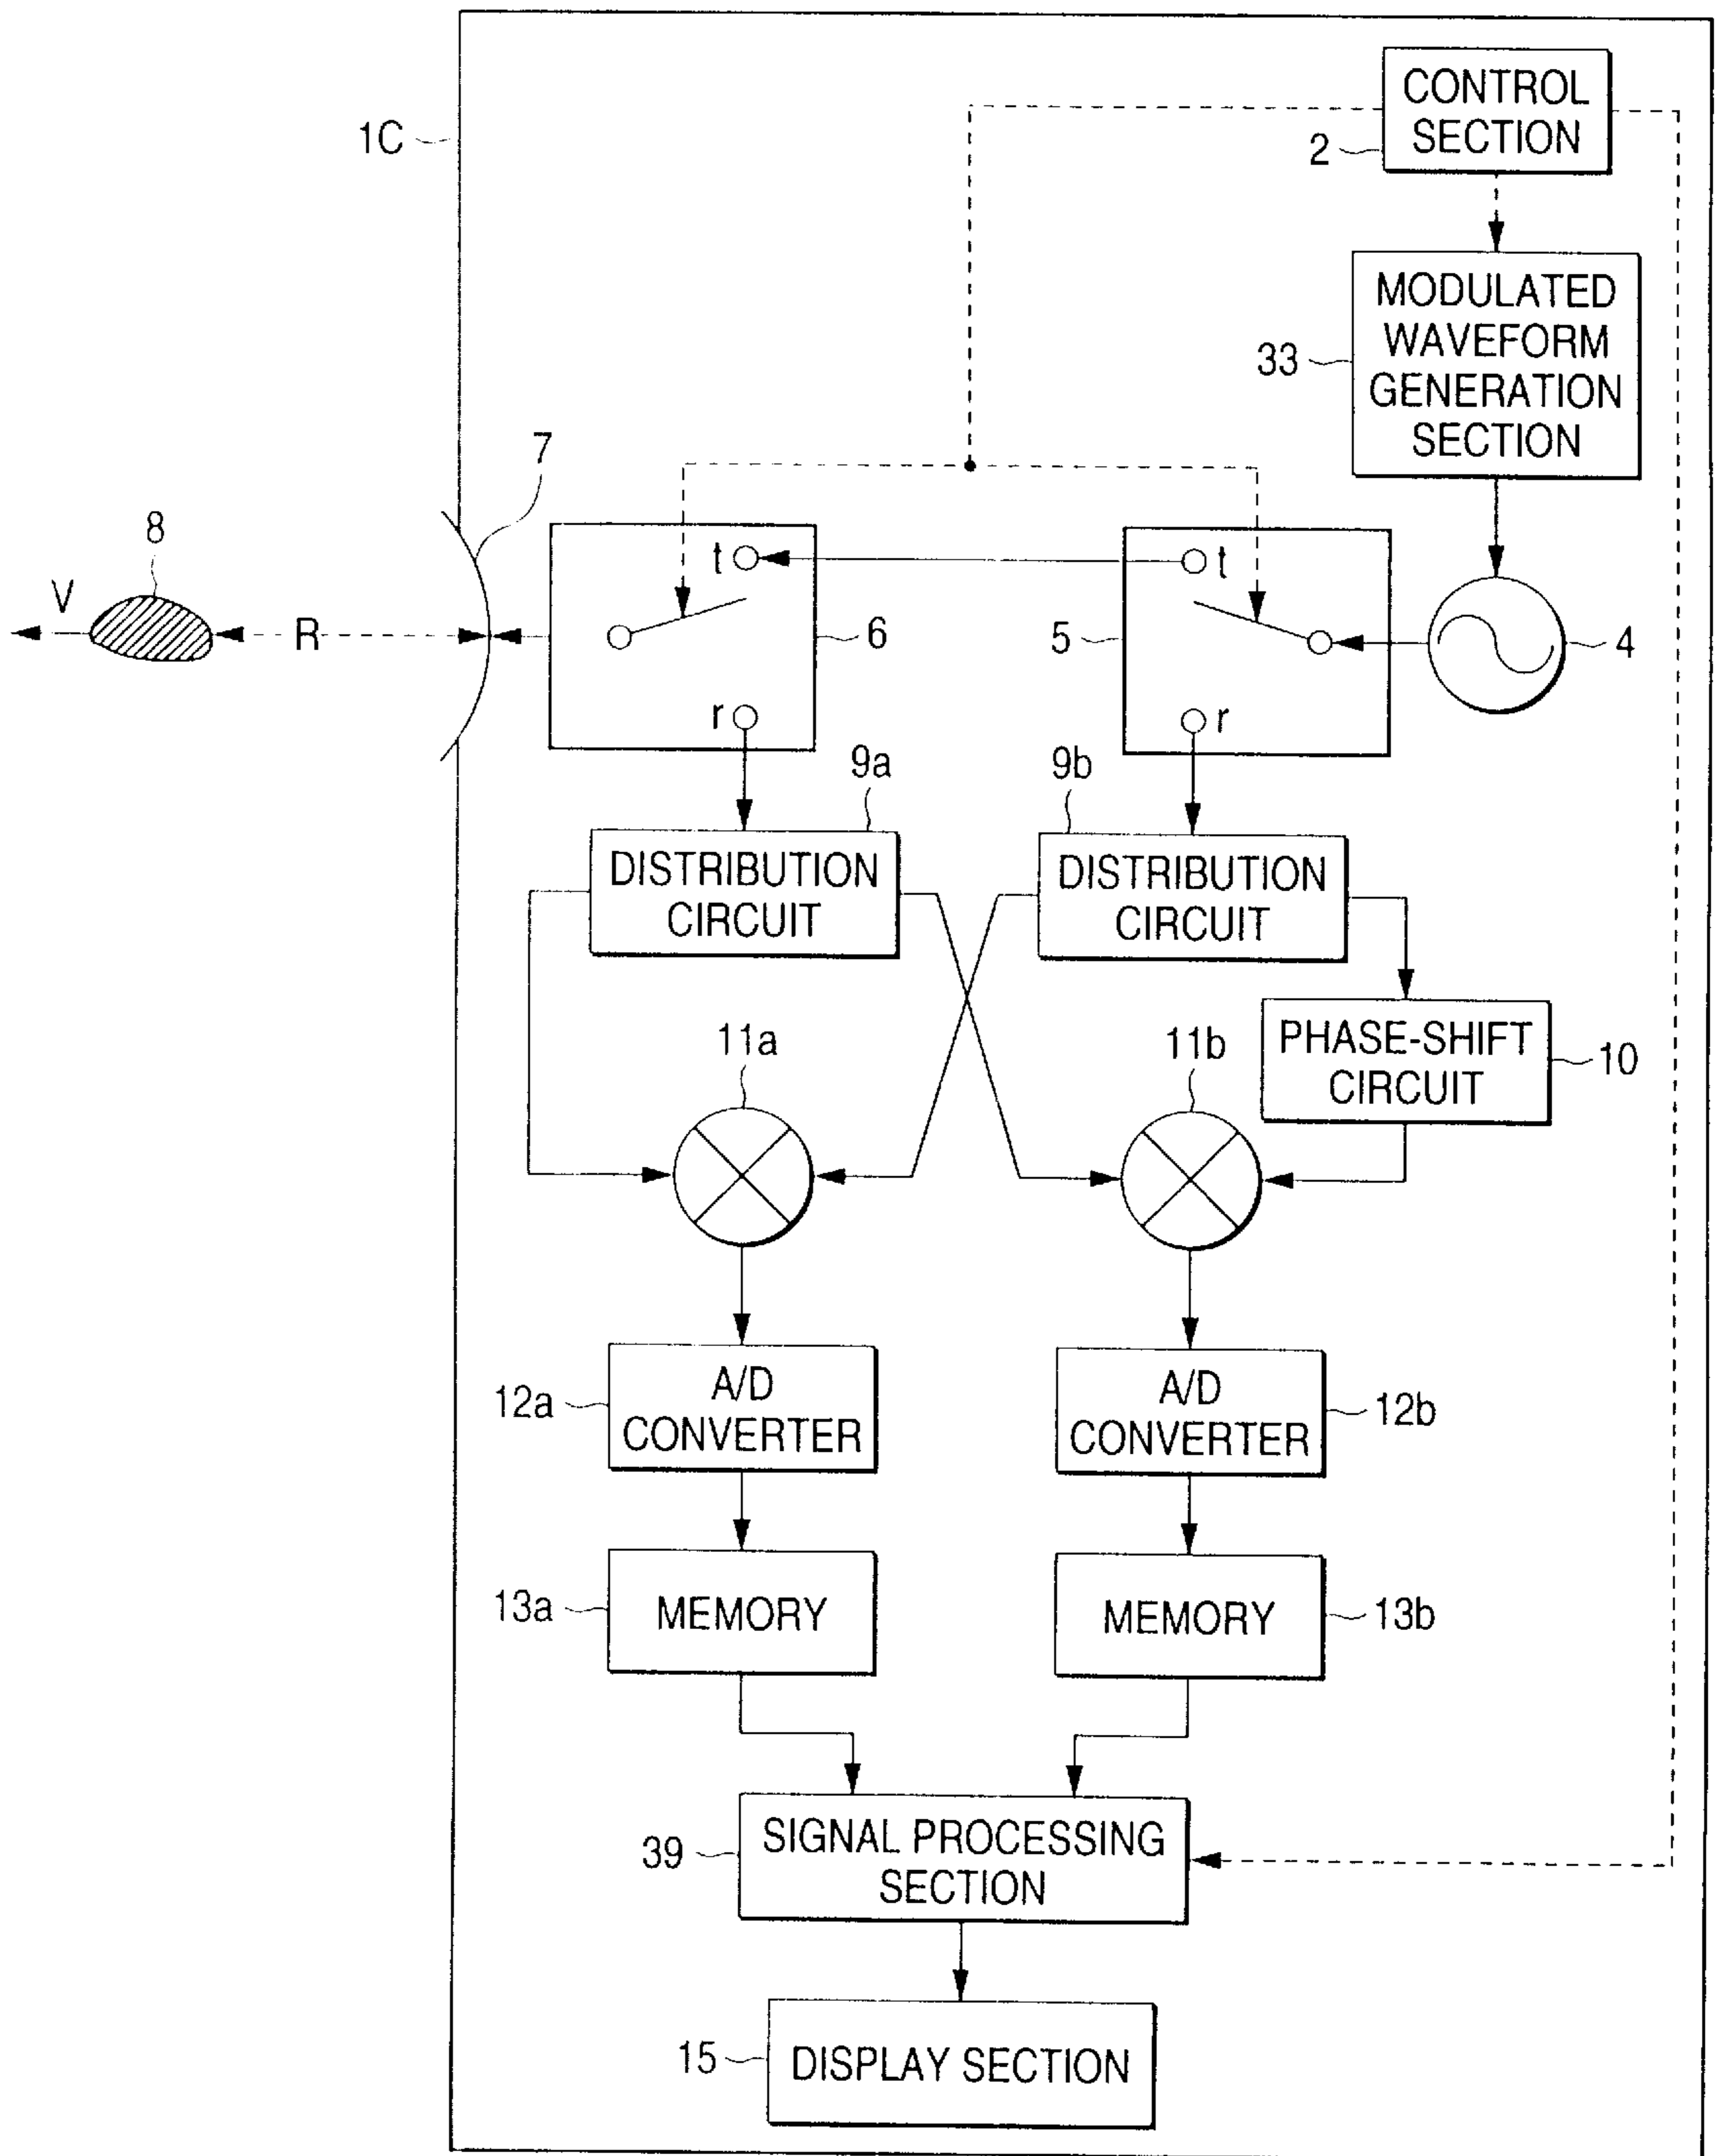 CONTROL
SECTION
1C
2
MODULATED
WAVEFORM
GENERATION
SECTION
33
7
8
V
R
t
t
6
5
4
r
r
9a
9b
DISTRIBUTION
CIRCUIT
DISTRIBUTION
CIRCUIT
11a
11b
PHASE-SHIFT
CIRCUIT
10
A/D
CONVERTER
12a
A/D
CONVERTER
12b
13a
MEMORY
MEMORY
13b
39
SIGNAL PROCESSING
SECTION
15
DISPLAY SECTION